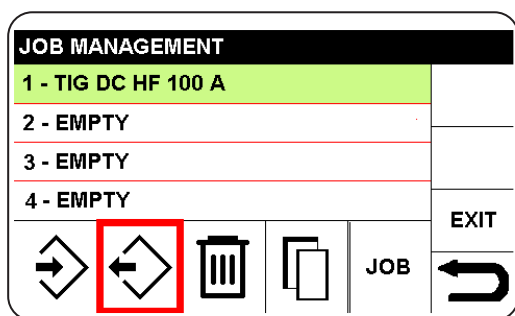 JOB MANAGEMENT
1 - TIG DC HF 100 A
2 - EMPTY
3 - EMPTY
4 - EMPTY
EXIT
JOB